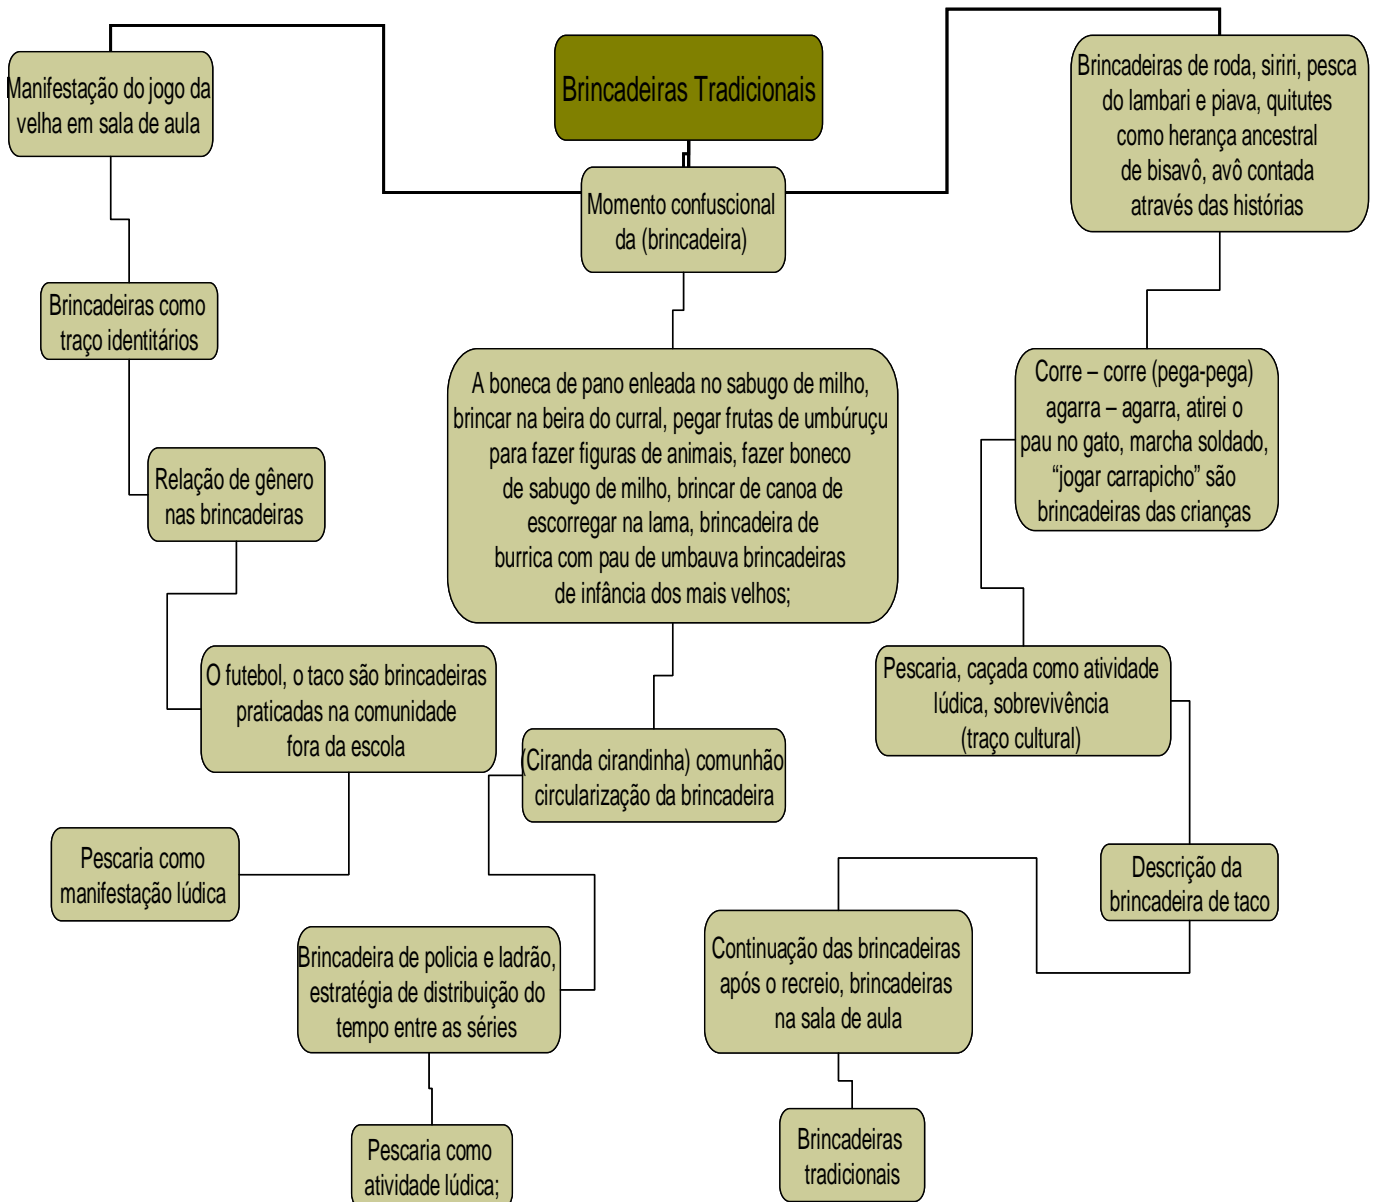 Brincadeiras Tradicionais
Momento confuscional
da (brincadeira)
Manifestação do jogo da
velha em sala de aula
Brincadeiras como
traço identitários
Relação de gênero
nas brincadeiras
O futebol, o taco são brincadeiras
praticadas na comunidade
fora da escola
Pescaria como
manifestação lúdica
A boneca de pano enleada no sabugo de milho,
brincar na beira do curral, pegar frutas de umbúruçu
para fazer figuras de animais, fazer boneco
de sabugo de milho, brincar de canoa de
escorregar na lama, brincadeira de
burrica com pau de umbauva brincadeiras
de infância dos mais velhos;
(Ciranda cirandinha) comunhão
circularização da brincadeira
Brincadeira de policia e ladrão,
estratégia de distribuição do
tempo entre as séries
Pescaria como
atividade lúdica;
Brincadeiras de roda, siriri, pesca
do lambari e piava, quitutes
como herança ancestral
de bisavô, avô contada
através das histórias
Corre – corre (pega-pega)
agarra – agarra, atirei o
pau no gato, marcha soldado,
“jogar carrapicho” são
brincadeiras das crianças
Pescaria, caçada como atividade
lúdica, sobrevivência
(traço cultural)
Descrição da
brincadeira de taco
Continuação das brincadeiras
após o recreio, brincadeiras
na sala de aula
Brincadeiras
tradicionais